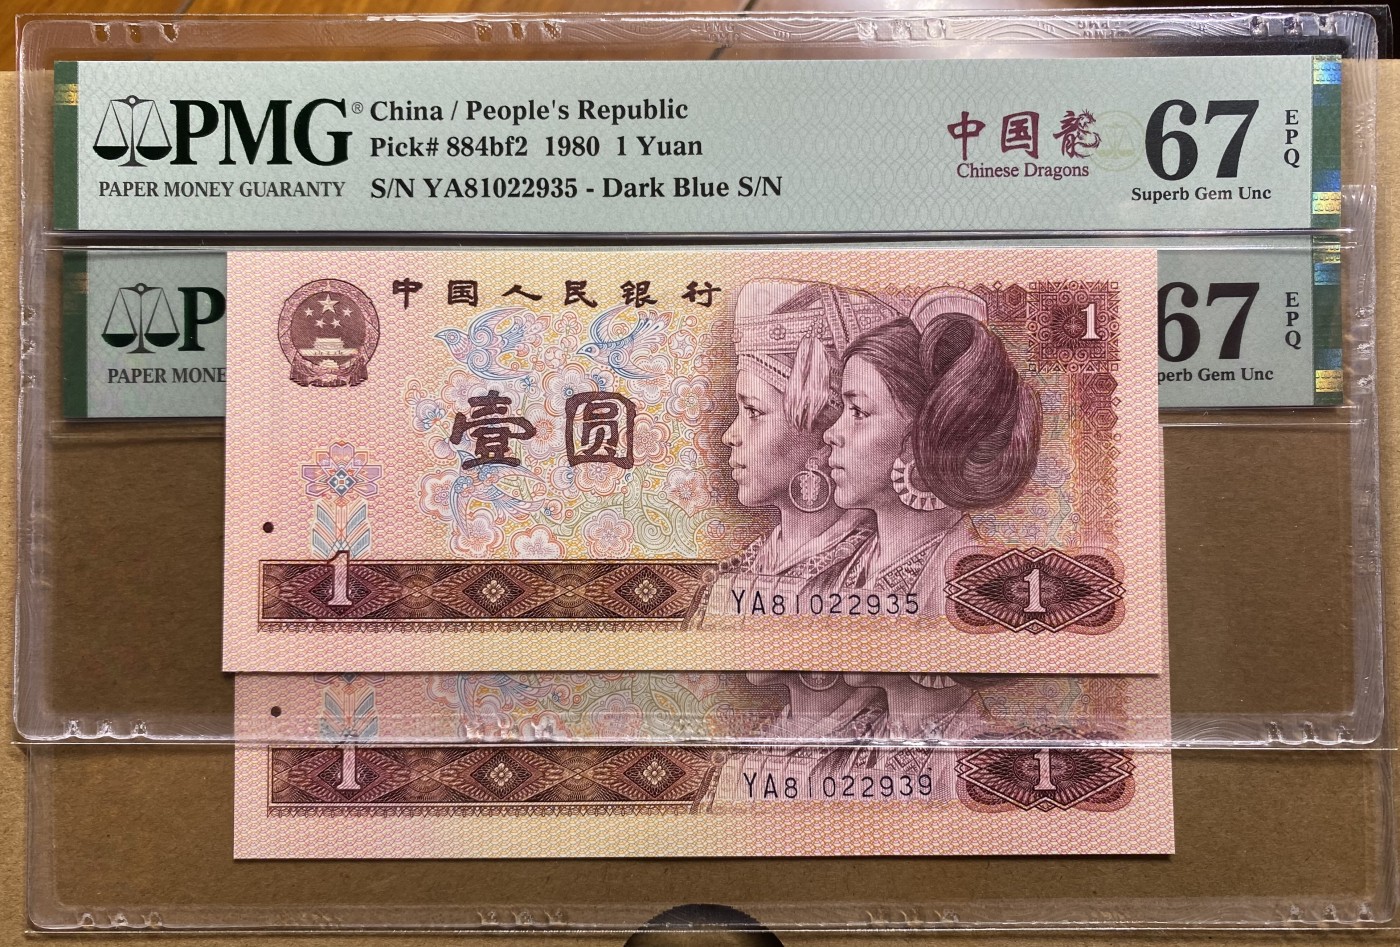 PMG®
PAPER MONEY GUARANTY
China / People's Republic
Pick# 884bf2 1980 1 Yuan
S/N YA81022935 - Dark Blue S/N
中国龍
Chinese Dragons
67
EPQ
Superb Gem Unc
P
PAPER MONE
67
EPQ
perb Gem Unc
中国人民银行
1
壹圆
1
YA81022935
1
1
YA81022939
1